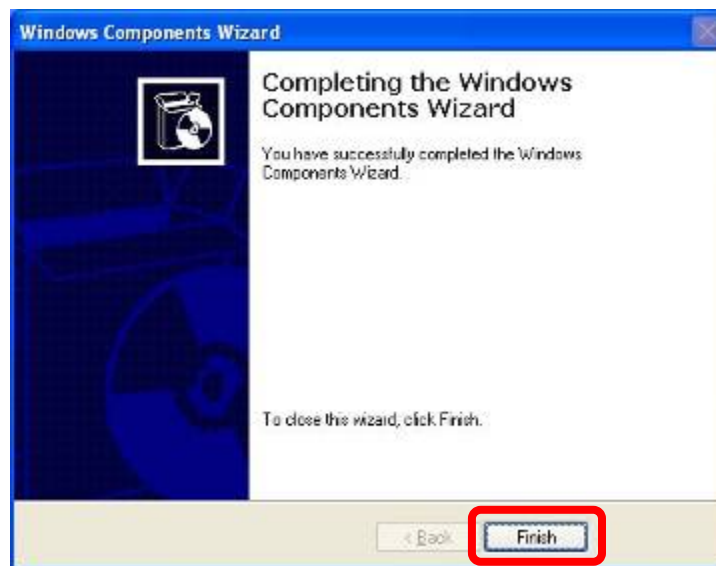 Windows Components Wizard
Completing the Windows
Components Wizard
You have successfully completed the Windows
Components Wizard.
To close this wizard, click Finish.
< Back
Finish